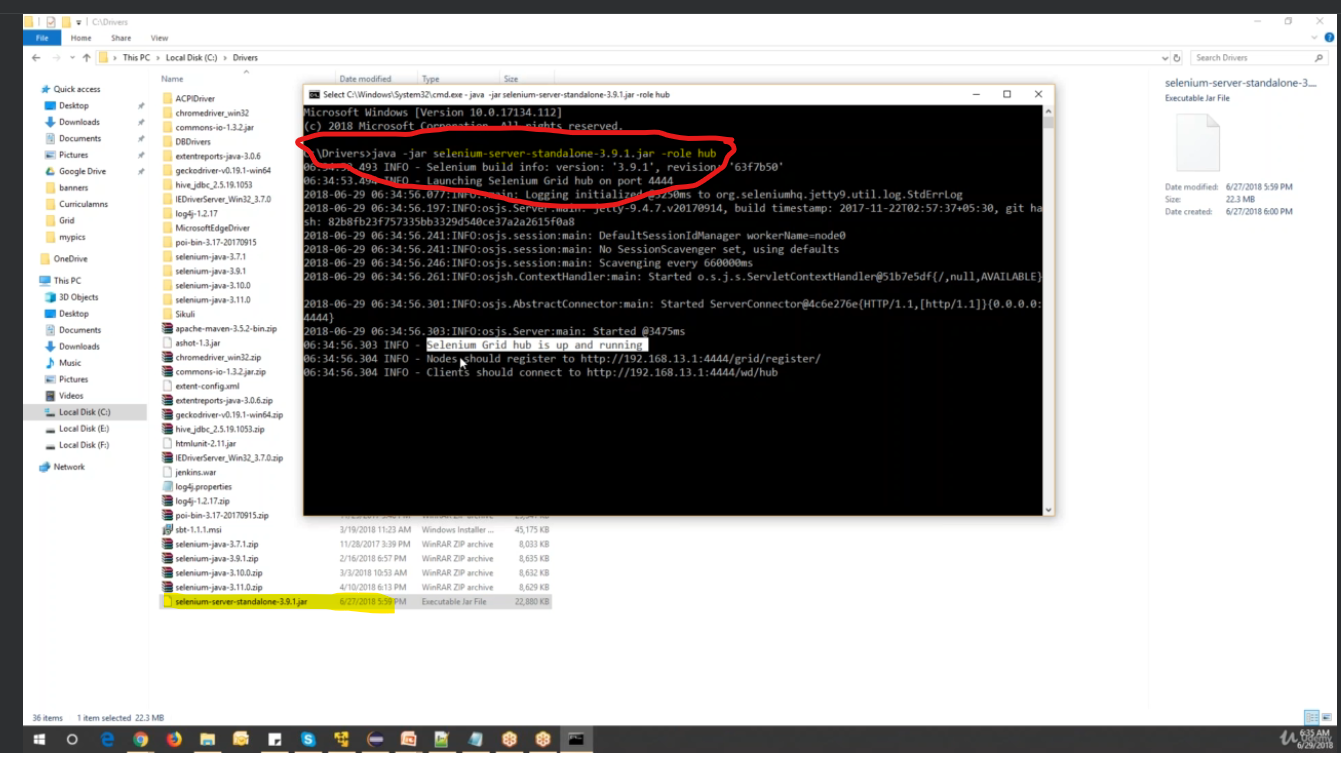 C:\Drivers
File Home Share View
This PC > Local Disk (C:) > Drivers
Search Drivers
Name Date modified Type Size
Quick access
Desktop
Downloads
Documents
Pictures
Google Drive
banners
Curriculamns
Grid
mypics
OneDrive
This PC
3D Objects
Desktop
Documents
Downloads
Music
Pictures
Videos
Local Disk (C:)
Local Disk (E:)
Local Disk (F:)
Network
ACPIDriver
chromedriver_win32
commons-io-1.3.2.jar
DBDrivers
extentreports-java-3.0.6
geckodriver-v0.19.1-win64
hive_jdbc_2.5.19.1053
IEDriverServer_Win32_3.7.0
log4j-1.2.17
MicrosoftEdgeDriver
poi-bin-3.17-20170915
selenium-java-3.7.1
selenium-java-3.9.1
selenium-java-3.10.0
selenium-java-3.11.0
Sikuli
apache-maven-3.5.2-bin.zip
ashot-1.3.jar
chromedriver_win32.zip
commons-io-1.3.2.jar.zip
extent-config.xml
extentreports-java-3.0.6.zip
geckodriver-v0.19.1-win64.zip
hive_jdbc_2.5.19.1053.zip
htmlunit-2.11.jar
IEDriverServer_Win32_3.7.0.zip
jenkins.war
log4j.properties
log4j-1.2.17.zip
poi-bin-3.17-20170915.zip
sbt-1.1.1.msi 3/19/2018 11:23 AM Windows Installer ... 45,175 KB
selenium-java-3.7.1.zip 11/28/2017 3:39 PM WinRAR ZIP archive 8,033 KB
selenium-java-3.9.1.zip 2/16/2018 6:57 PM WinRAR ZIP archive 8,635 KB
selenium-java-3.10.0.zip 3/3/2018 10:53 AM WinRAR ZIP archive 8,632 KB
selenium-java-3.11.0.zip 4/10/2018 6:13 PM WinRAR ZIP archive 8,629 KB
selenium-server-standalone-3.9.1.jar 6/27/2018 5:59 PM Executable Jar File 22,880 KB
Select C:\Windows\System32\cmd.exe - java -jar selenium-server-standalone-3.9.1.jar -role hub
Microsoft Windows [Version 10.0.17134.112]
(c) 2018 Microsoft Corporation. All rights reserved.
C:\Drivers>java -jar selenium-server-standalone-3.9.1.jar -role hub
06:34:53.493 INFO - Selenium build info: version: '3.9.1', revision: '63f7b50'
06:34:53.494 INFO - Launching Selenium Grid hub on port 4444
2018-06-29 06:34:56.077:INFO::main: Logging initialized @3250ms to org.seleniumhq.jetty9.util.log.StdErrLog
2018-06-29 06:34:56.197:INFO:osjs.Server:main: jetty-9.4.7.v20170914, build timestamp: 2017-11-22T02:57:37+05:30, git ha
sh: 82b8fb23f757335bb3329d540ce37a2a2615f0a8
2018-06-29 06:34:56.241:INFO:osjs.session:main: DefaultSessionIdManager workerName=node0
2018-06-29 06:34:56.241:INFO:osjs.session:main: No SessionScavenger set, using defaults
2018-06-29 06:34:56.246:INFO:osjs.session:main: Scavenging every 660000ms
2018-06-29 06:34:56.261:INFO:osjsh.ContextHandler:main: Started o.s.j.s.ServletContextHandler@51b7e5df{/,null,AVAILABLE}
2018-06-29 06:34:56.301:INFO:osjs.AbstractConnector:main: Started ServerConnector@4c6e276e{HTTP/1.1,[http/1.1]}{0.0.0.0:
4444}
2018-06-29 06:34:56.303:INFO:osjs.Server:main: Started @3475ms
06:34:56.303 INFO - Selenium Grid hub is up and running
06:34:56.304 INFO - Nodes should register to http://192.168.13.1:4444/grid/register/
06:34:56.304 INFO - Clients should connect to http://192.168.13.1:4444/wd/hub
selenium-server-standalone-3....
Executable Jar File
Date modified: 6/27/2018 5:59 PM
Size: 22.3 MB
Date created: 6/27/2018 6:00 PM
36 items 1 item selected 22.3 MB
6:35 AM
Udemy
6/29/2018